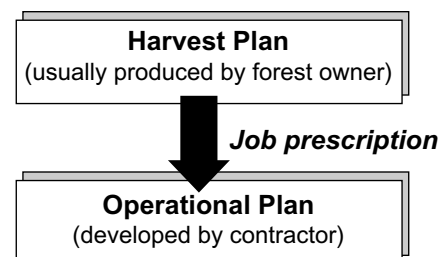 Harvest Plan
(usually produced by forest owner)
Job prescription
Operational Plan
(developed by contractor)